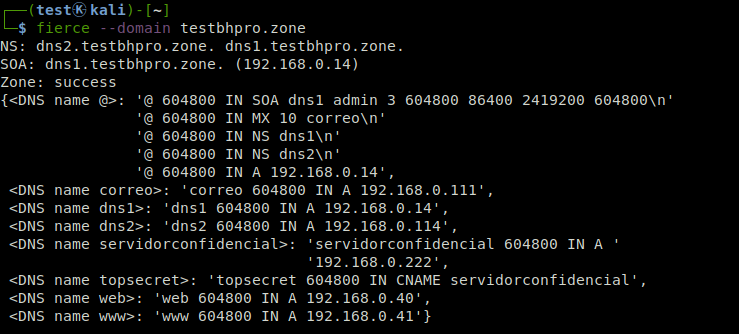 ┌──(test㉿kali)-[~]
└─$ fierce --domain testbhpro.zone
NS: dns2.testbhpro.zone. dns1.testbhpro.zone.
SOA: dns1.testbhpro.zone. (192.168.0.14)
Zone: success
{<DNS name @>: '@ 604800 IN SOA dns1 admin 3 604800 86400 2419200 604800\n'
               '@ 604800 IN MX 10 correo\n'
               '@ 604800 IN NS dns1\n'
               '@ 604800 IN NS dns2\n'
               '@ 604800 IN A 192.168.0.14',
 <DNS name correo>: 'correo 604800 IN A 192.168.0.111',
 <DNS name dns1>: 'dns1 604800 IN A 192.168.0.14',
 <DNS name dns2>: 'dns2 604800 IN A 192.168.0.114',
 <DNS name servidorconfidencial>: 'servidorconfidencial 604800 IN A '
                                  '192.168.0.222',
 <DNS name topsecret>: 'topsecret 604800 IN CNAME servidorconfidencial',
 <DNS name web>: 'web 604800 IN A 192.168.0.40',
 <DNS name www>: 'www 604800 IN A 192.168.0.41'}